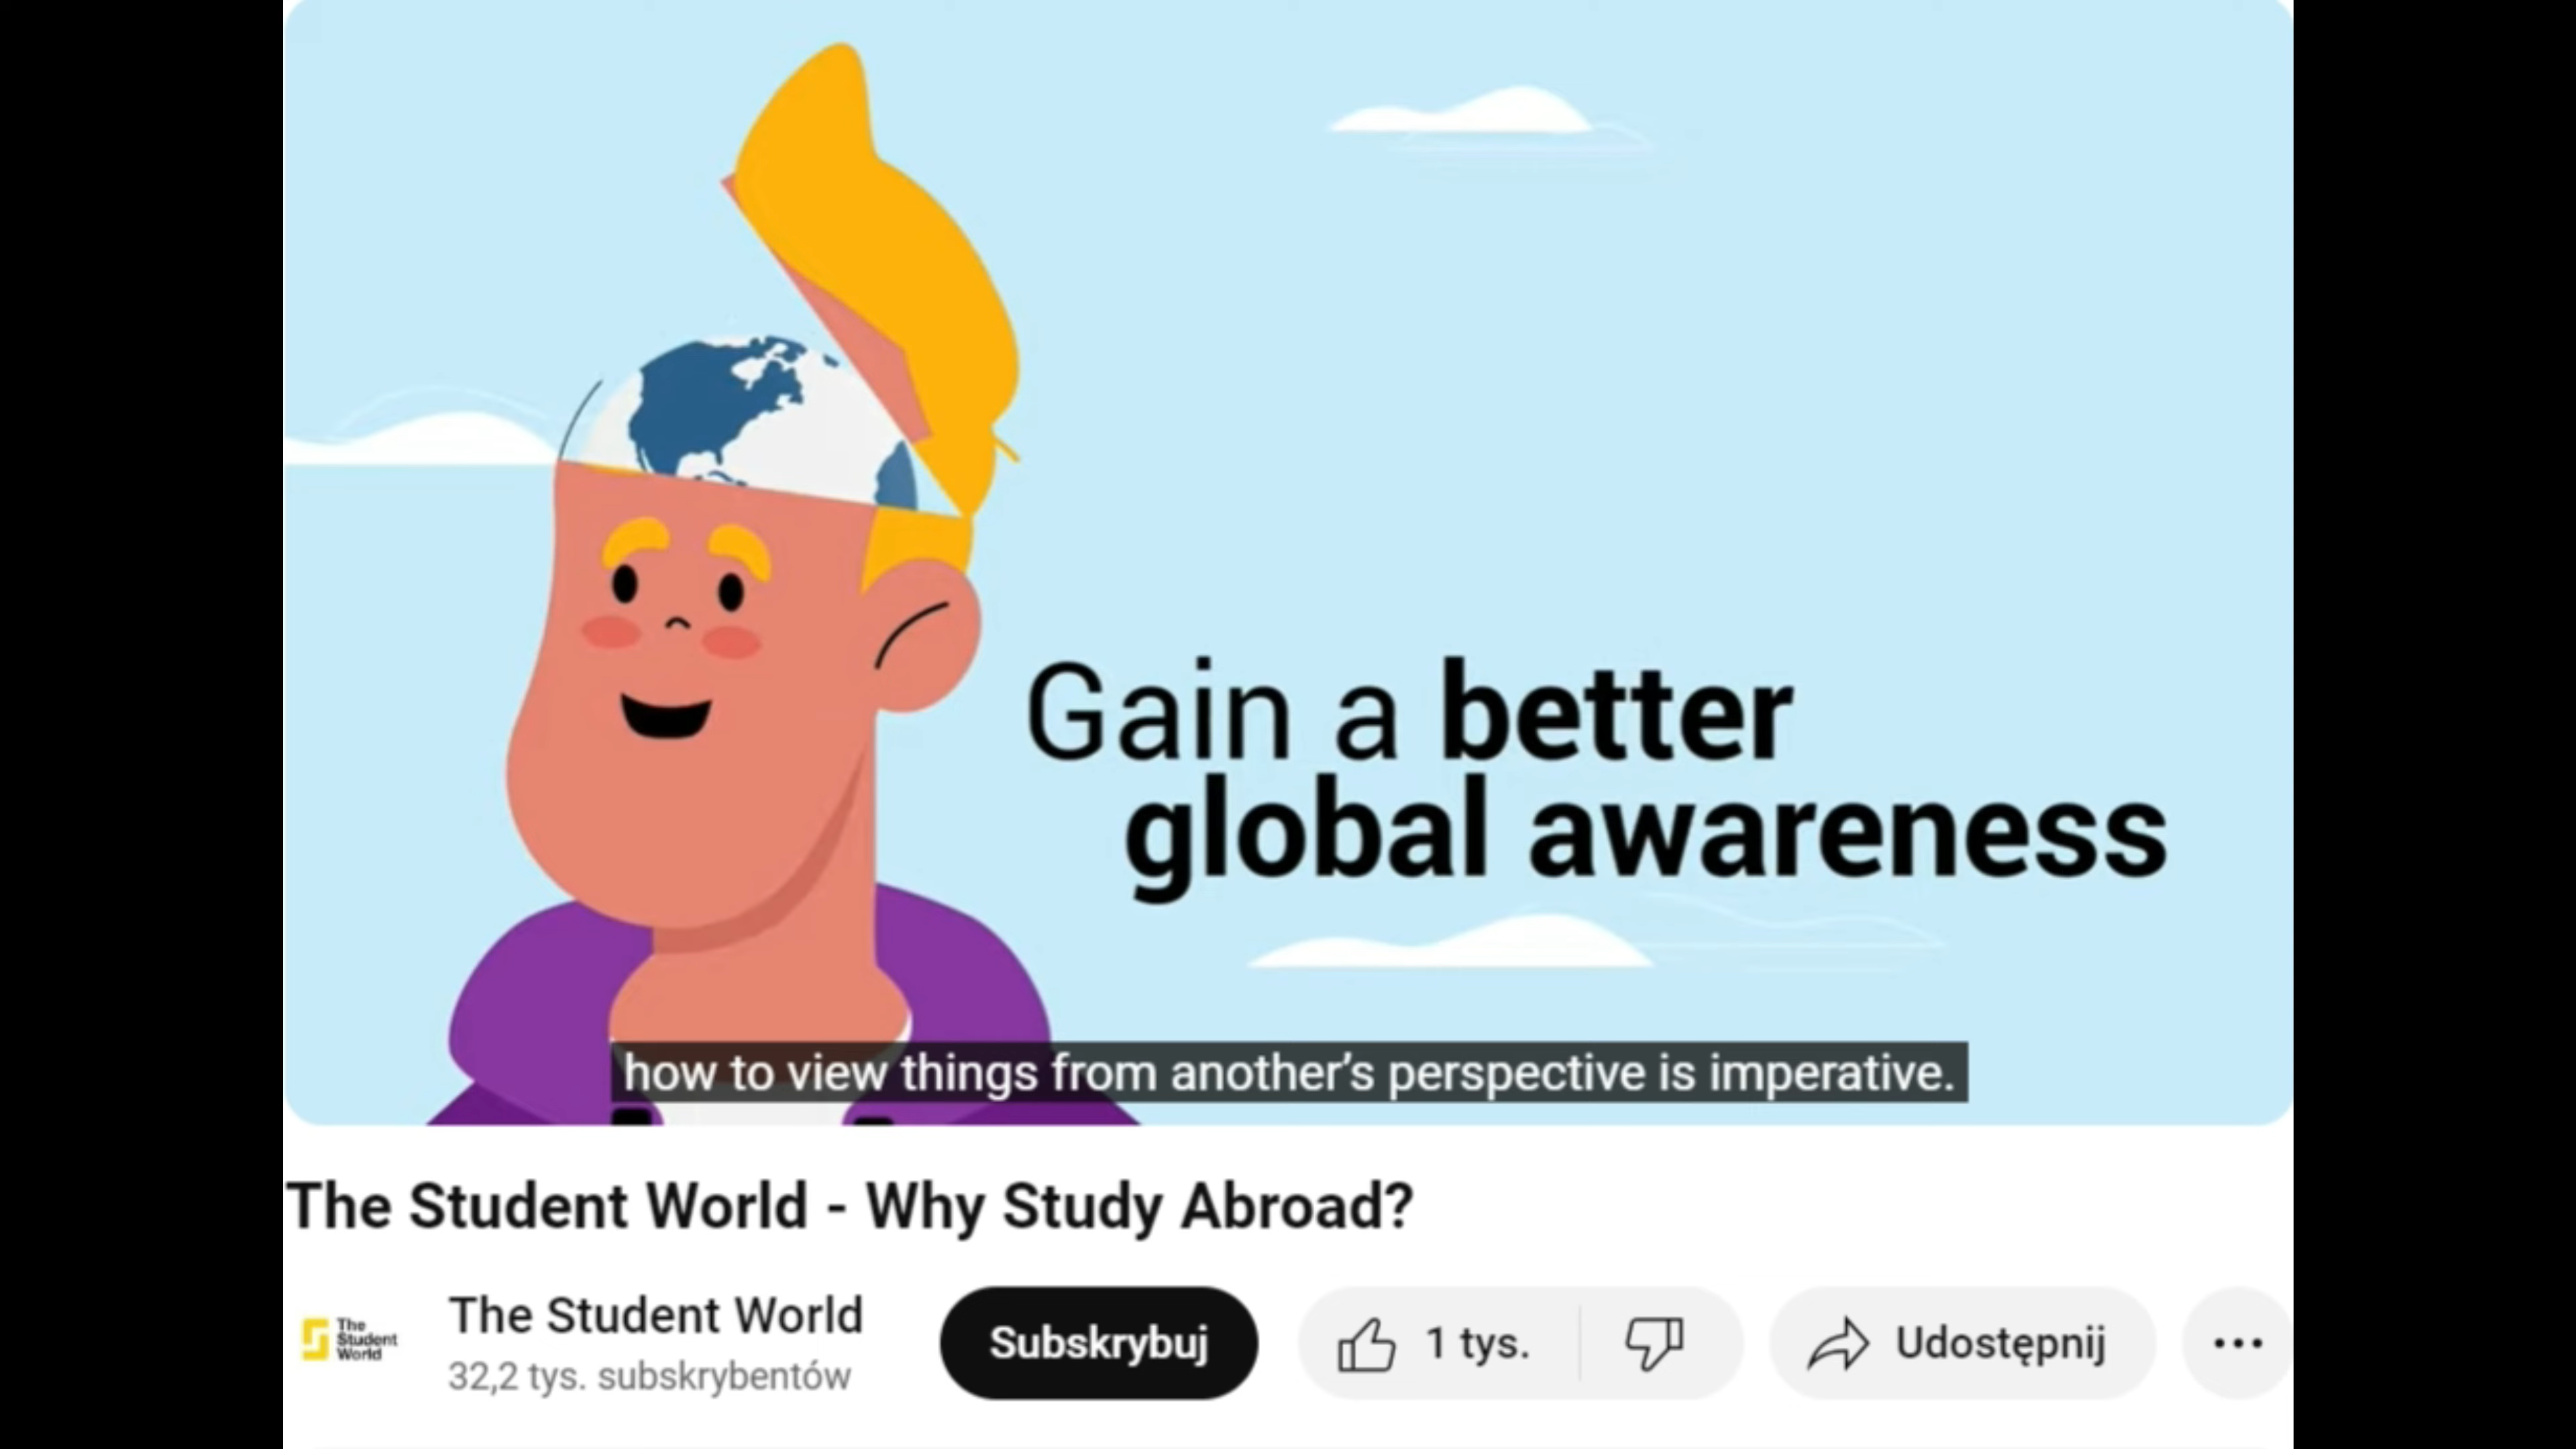 Gain a better
global awareness
how to view things from another’s perspective is imperative.
The Student World - Why Study Abroad?
The
Student
World
The Student World
32,2 tys. subskrybentów
Subskrybuj
1 tys.
Udostępnij